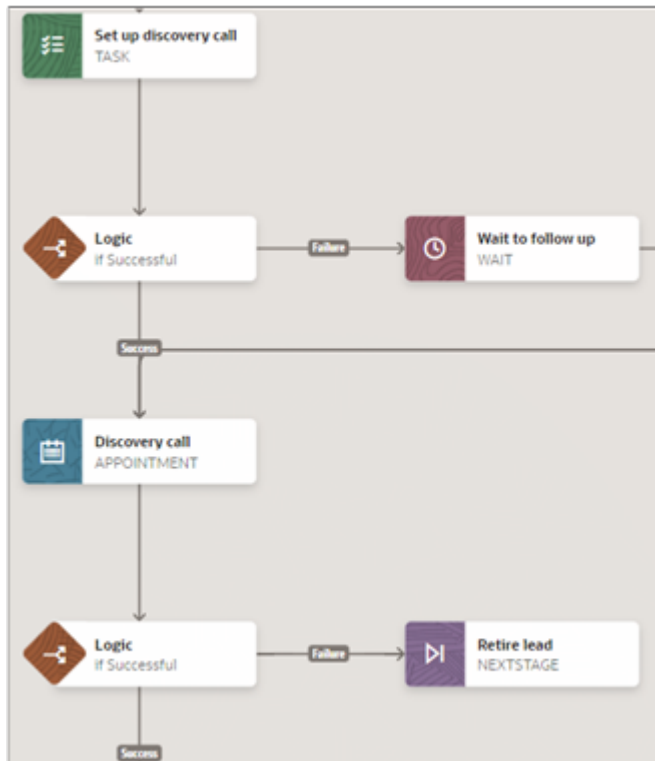 Set up discovery call
TASK
Logic
If Successful
Failure
Wait to follow up
WAIT
Success
Discovery call
APPOINTMENT
Logic
If Successful
Failure
Retire lead
NEXTSTAGE
Success